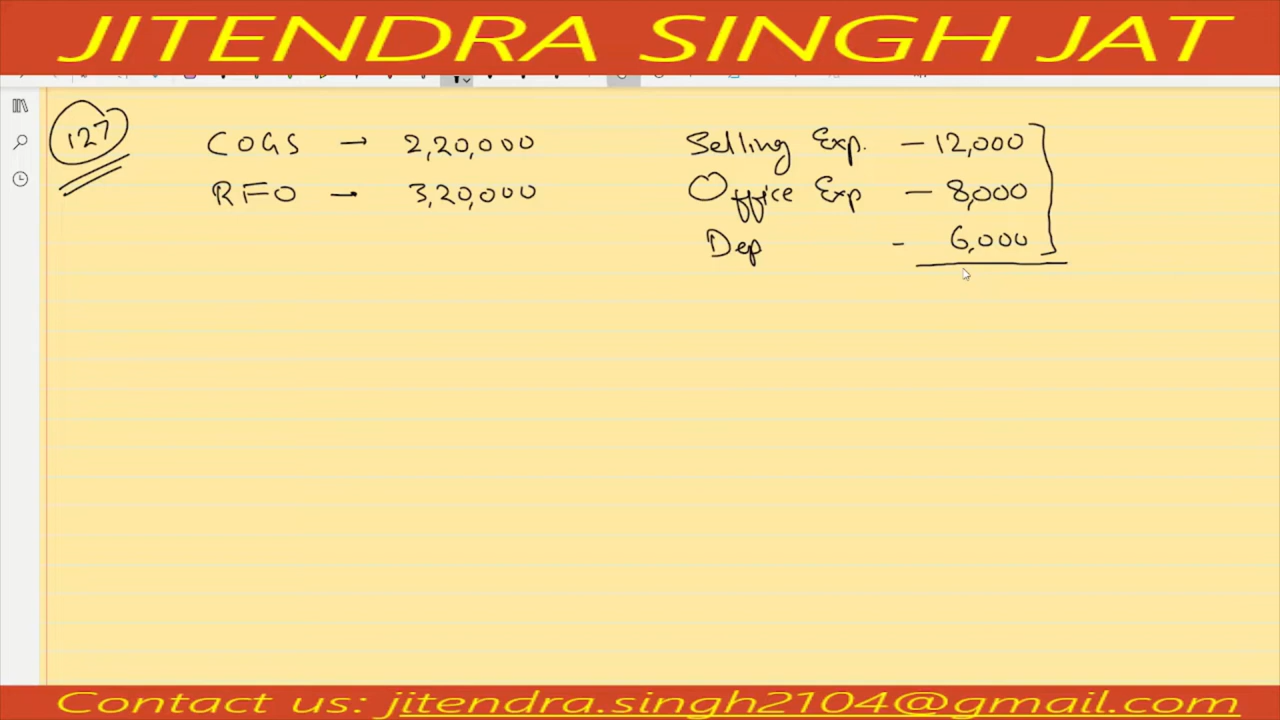 JITENDRA SINGH JAT
127
COGS → 2,20,000
RFO → 3,20,000
Selling Exp. - 12,000
Office Exp - 8,000
Dep - 6,000
Contact us: jitendra.singh2104@gmail.com